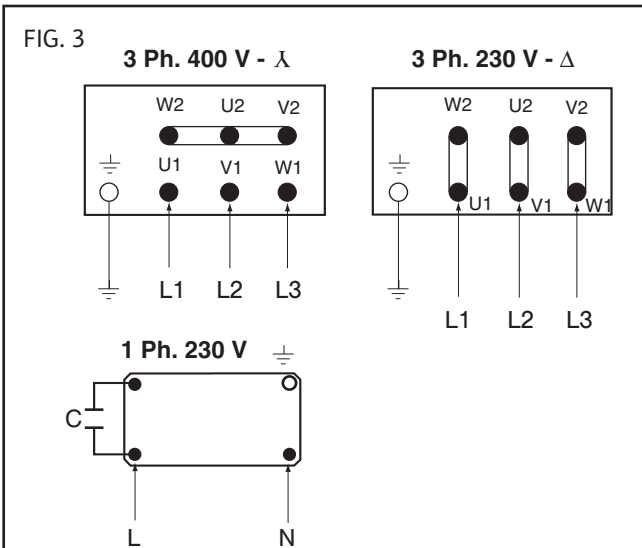 FIG. 3
3 Ph. 400 V - ⅄
3 Ph. 230 V - Δ
W2 U2 V2
U1 V1 W1
L1 L2 L3
W2 U2 V2
U1 V1 W1
L1 L2 L3
1 Ph. 230 V
C
L N